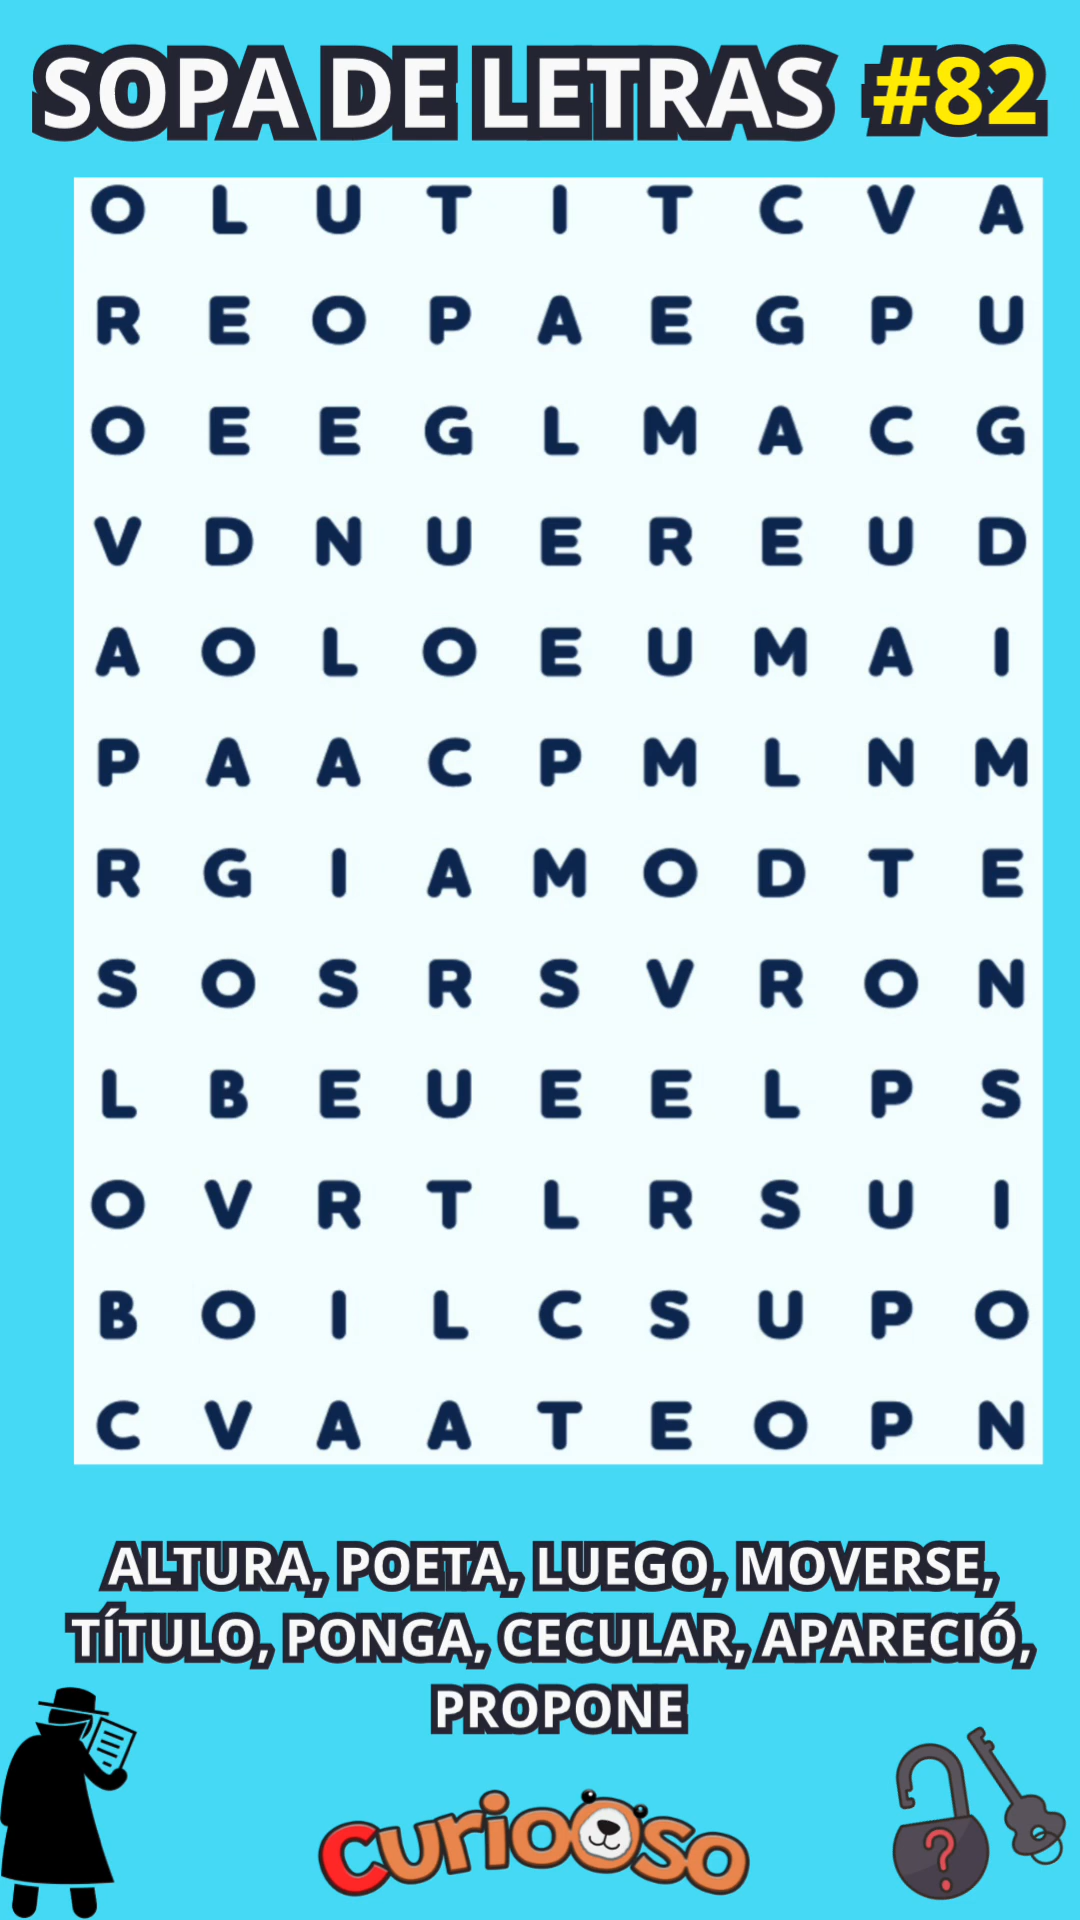 SOPA DE LETRAS #82
O L U T I T C V A
R E O P A E G P U
O E E G L M A C G
V D N U E R E U D
A O L O E U M A I
P A A C P M L N M
R G I A M O D T E
S O S R S V R O N
L B E U E E L P S
O V R T L R S U I
B O I L C S U P O
C V A A T E O P N
ALTURA, POETA, LUEGO, MOVERSE,
TÍTULO, PONGA, CECULAR, APARECIÓ,
PROPONE
?
curiooso